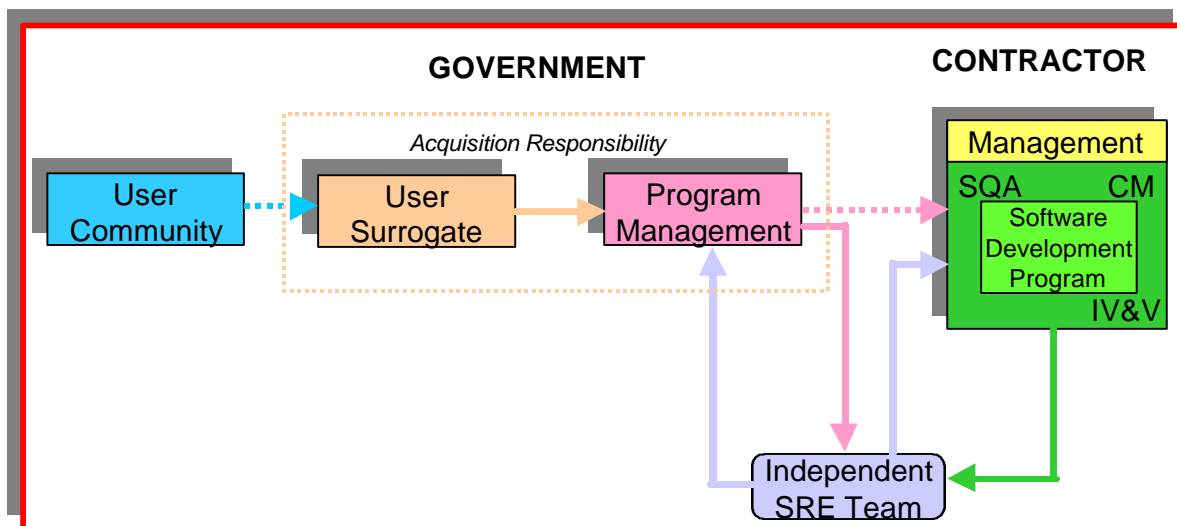 GOVERNMENT
CONTRACTOR
Acquisition Responsibility
User
Community
User
Surrogate
Program
Management
Management
SQA CM
Software
Development
Program
IV&V
Independent
SRE Team